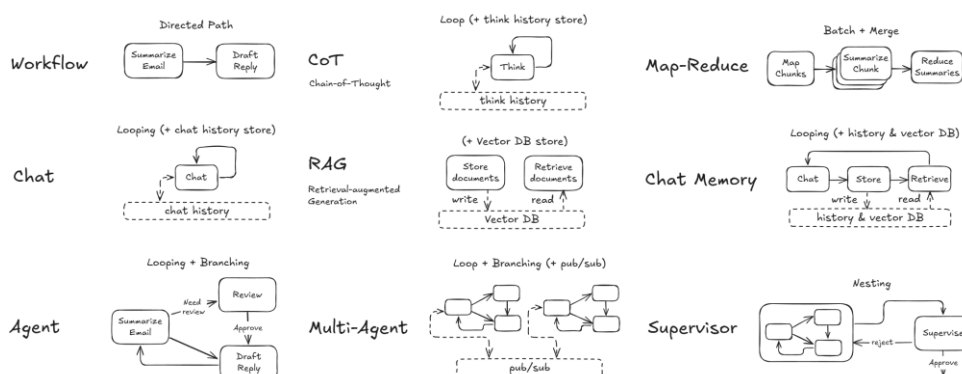 Workflow
Directed Path
Summarize
Email
Draft
Reply
CoT
Chain-of-Thought
Loop (+ think history store)
Think
think history
Map-Reduce
Batch + Merge
Map
Chunks
Summarize
Chunk
Reduce
Summaries
Chat
Looping (+ chat history store)
Chat
chat history
RAG
Retrieval-augmented
Generation
(+ Vector DB store)
Store
documents
Retrieve
documents
write
read
Vector DB
Chat Memory
Looping (+ history & vector DB)
Chat
Store
Retrieve
write
read
history & vector DB
Agent
Looping + Branching
Summarize
Email
Need
review
Review
Approve
Draft
Reply
Multi-Agent
Loop + Branching (+ pub/sub)
pub/sub
Supervisor
Nesting
Supervise
reject
Approve